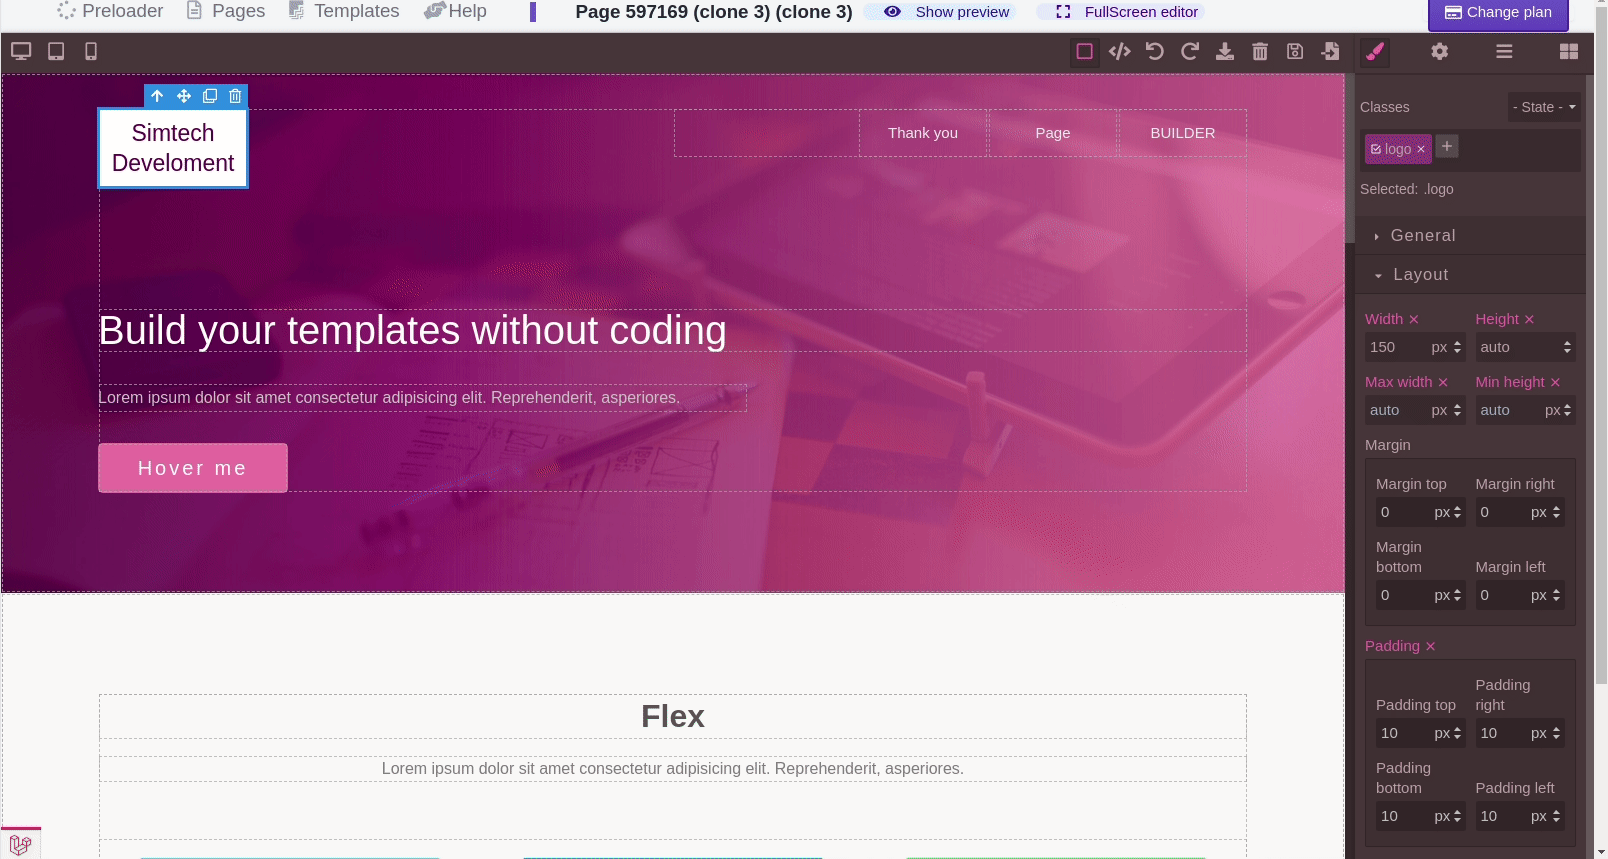 Preloader Pages Templates Help Page 597169 (clone 3) (clone 3) Show preview FullScreen editor Change plan
Classes - State -
logo × +
Selected: .logo
Simtech
Develoment
Thank you Page BUILDER
Build your templates without coding
Lorem ipsum dolor sit amet consectetur adipisicing elit. Reprehenderit, asperiores.
Hover me
Flex
Lorem ipsum dolor sit amet consectetur adipisicing elit. Reprehenderit, asperiores.
General
Layout
Width × Height ×
150 px auto
Max width × Min height ×
auto px auto px
Margin
Margin top Margin right
0 px 0 px
Margin
bottom Margin left
0 px 0 px
Padding ×
Padding top Padding
right
10 px 10 px
Padding
bottom Padding left
10 px 10 px